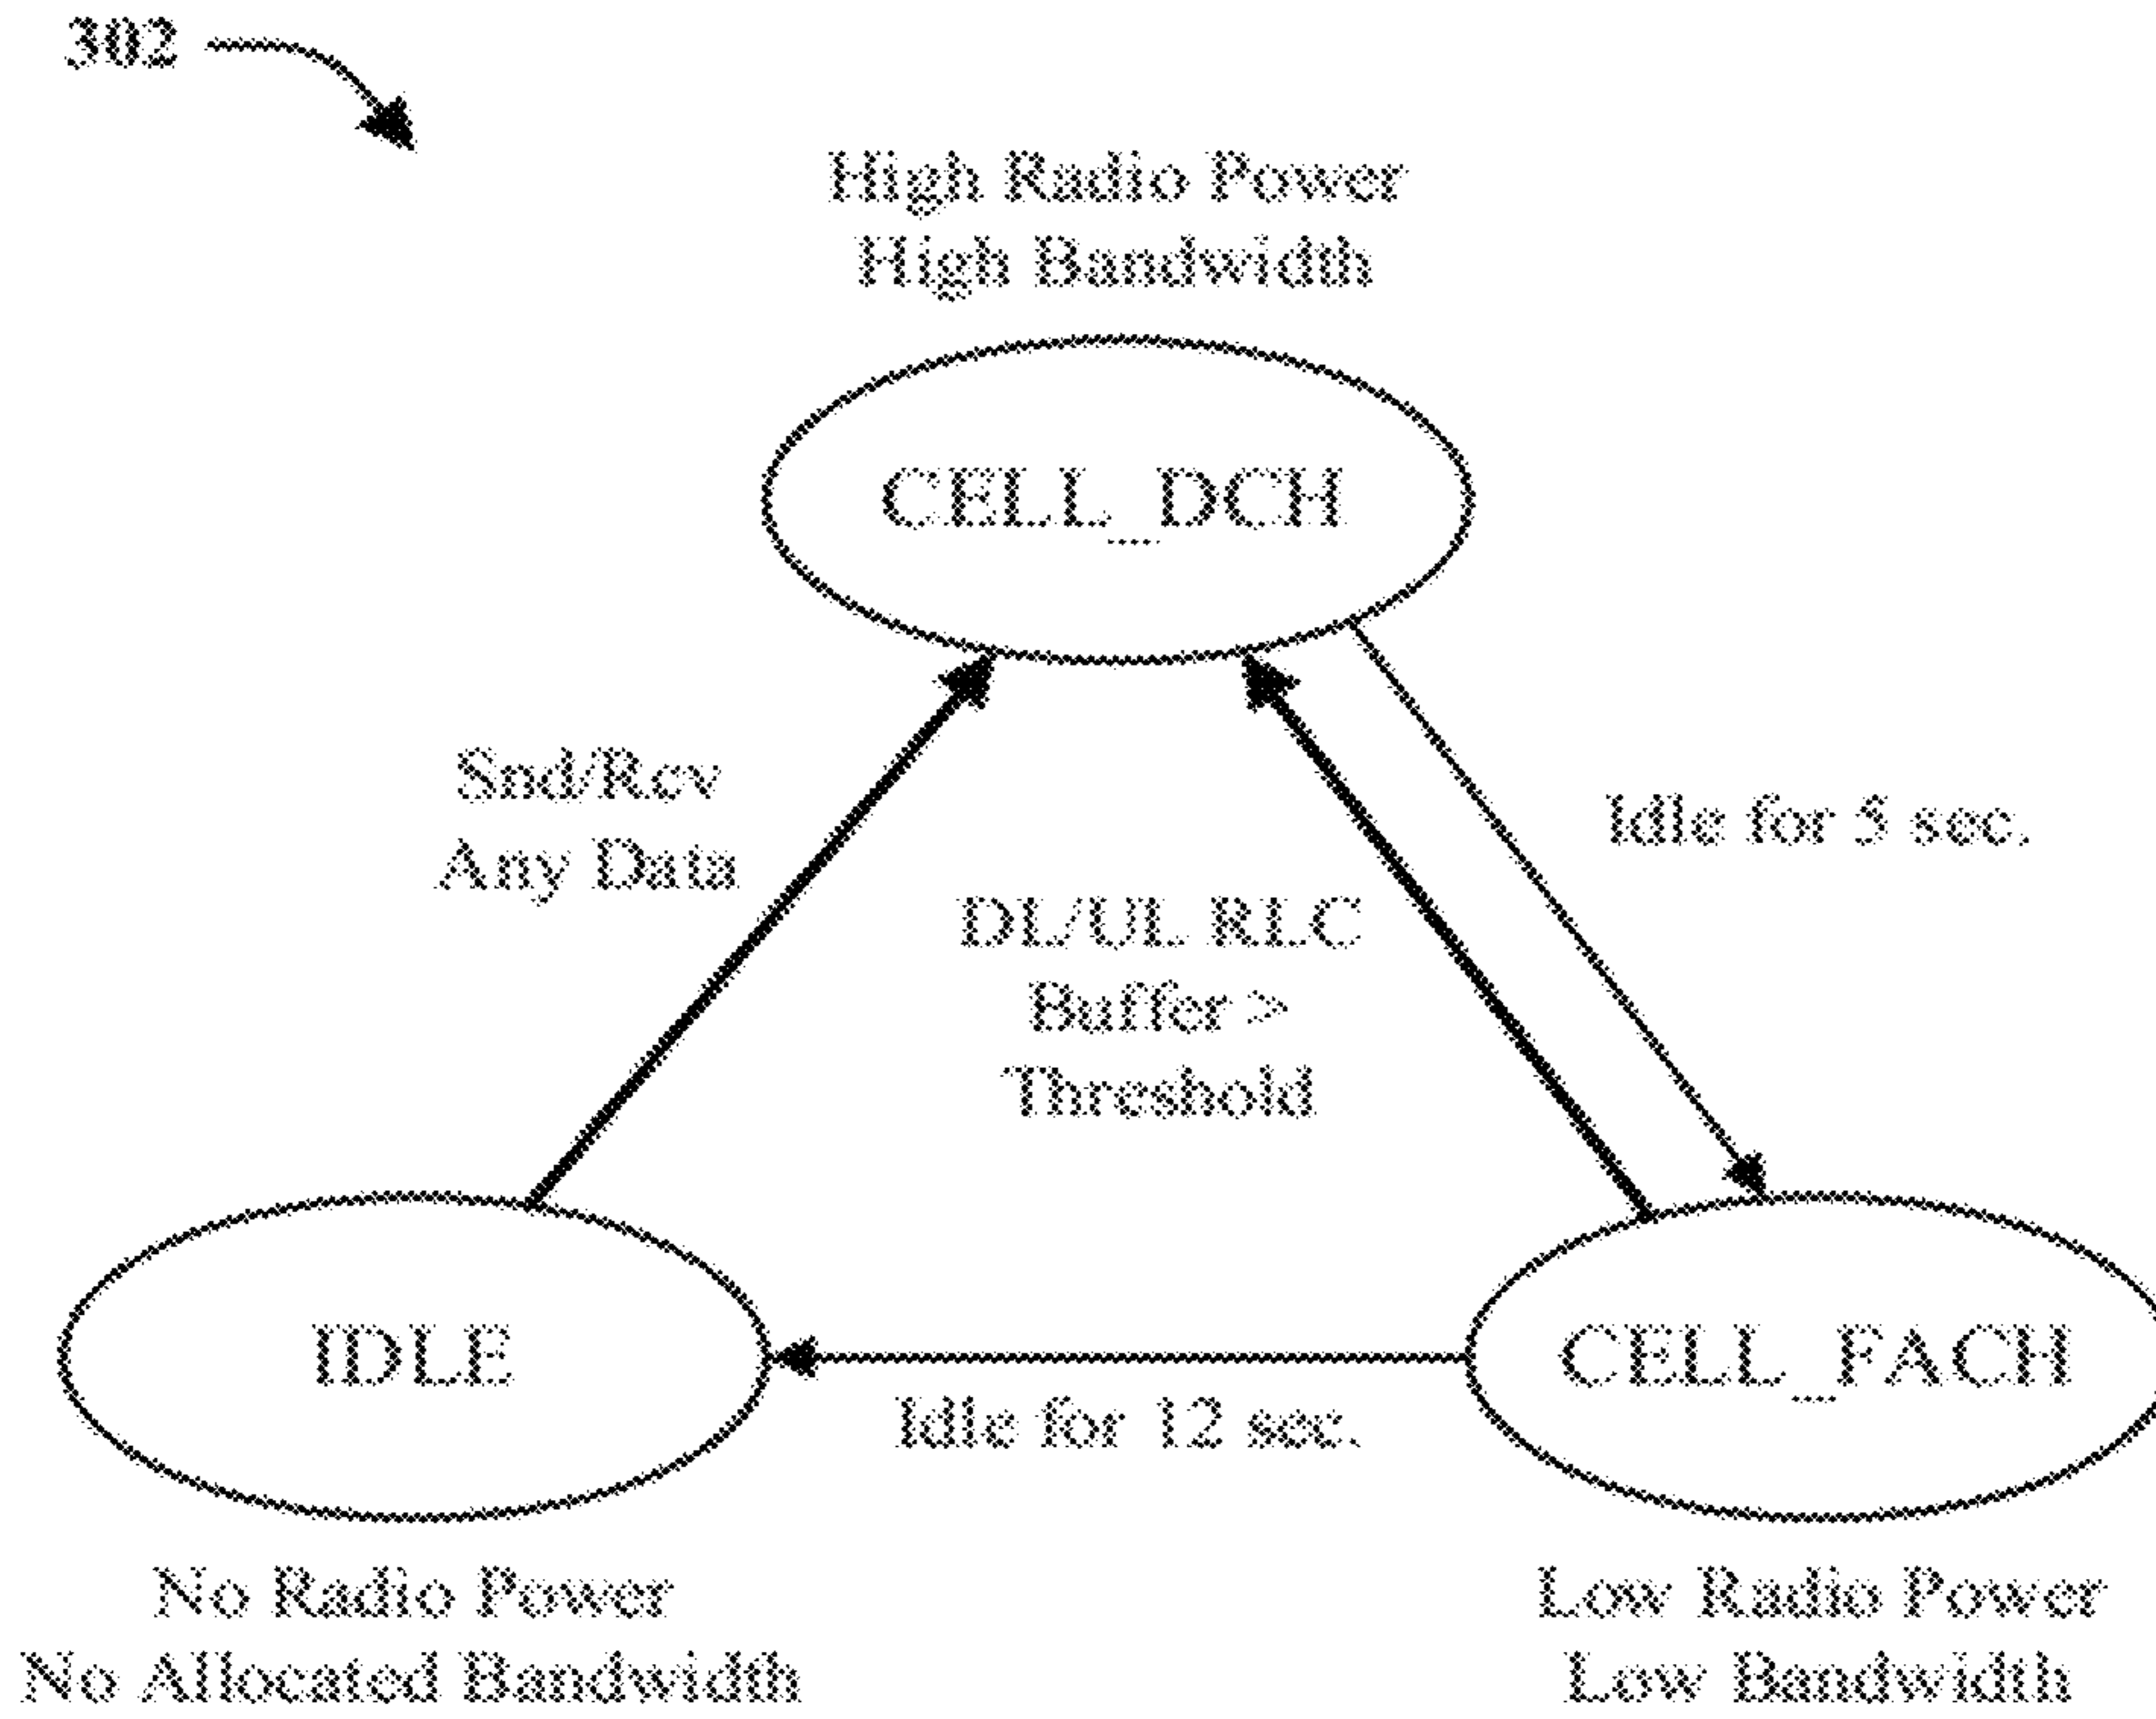 302
High Radio Power
High Bandwidth
CELL_DCH
Snd/Rcv
Any Data
Idle for 5 sec.
DL/UL RLC
Buffer >
Threshold
IDLE
CELL_FACH
Idle for 12 sec.
No Radio Power
No Allocated Bandwidth
Low Radio Power
Low Bandwidth